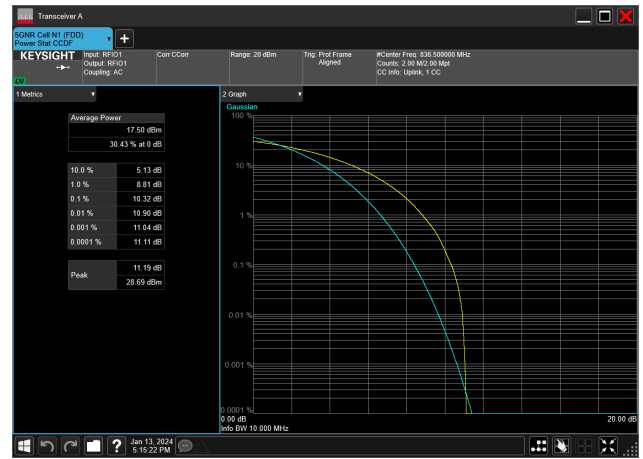 Transceiver A
5GNR Cell N1 (FDD)
Power Stat CCDF
KEYSIGHT
Input: RFIO1
Output: RFIO1
Coupling: AC
Corr CCorr
Range: 20 dBm
Trig: Prof Frame
Aligned
#Center Freq: 836.500000 MHz
Counts: 2.00 M/2.00 Mpt
CC Info: Uplink, 1 CC
1 Metrics
Average Power
17.50 dBm
30.43 % at 0 dB
10.0 % 5.13 dB
1.0 % 8.81 dB
0.1 % 10.32 dB
0.01 % 10.90 dB
0.001 % 11.04 dB
0.0001 % 11.11 dB
Peak
11.19 dB
28.69 dBm
2 Graph
Gaussian
100 %
10 %
1 %
0.1 %
0.01 %
0.001 %
0.0001 %
0.00 dB
20.00 dB
Info BW 10.000 MHz
Jan 13, 2024
5:15:22 PM